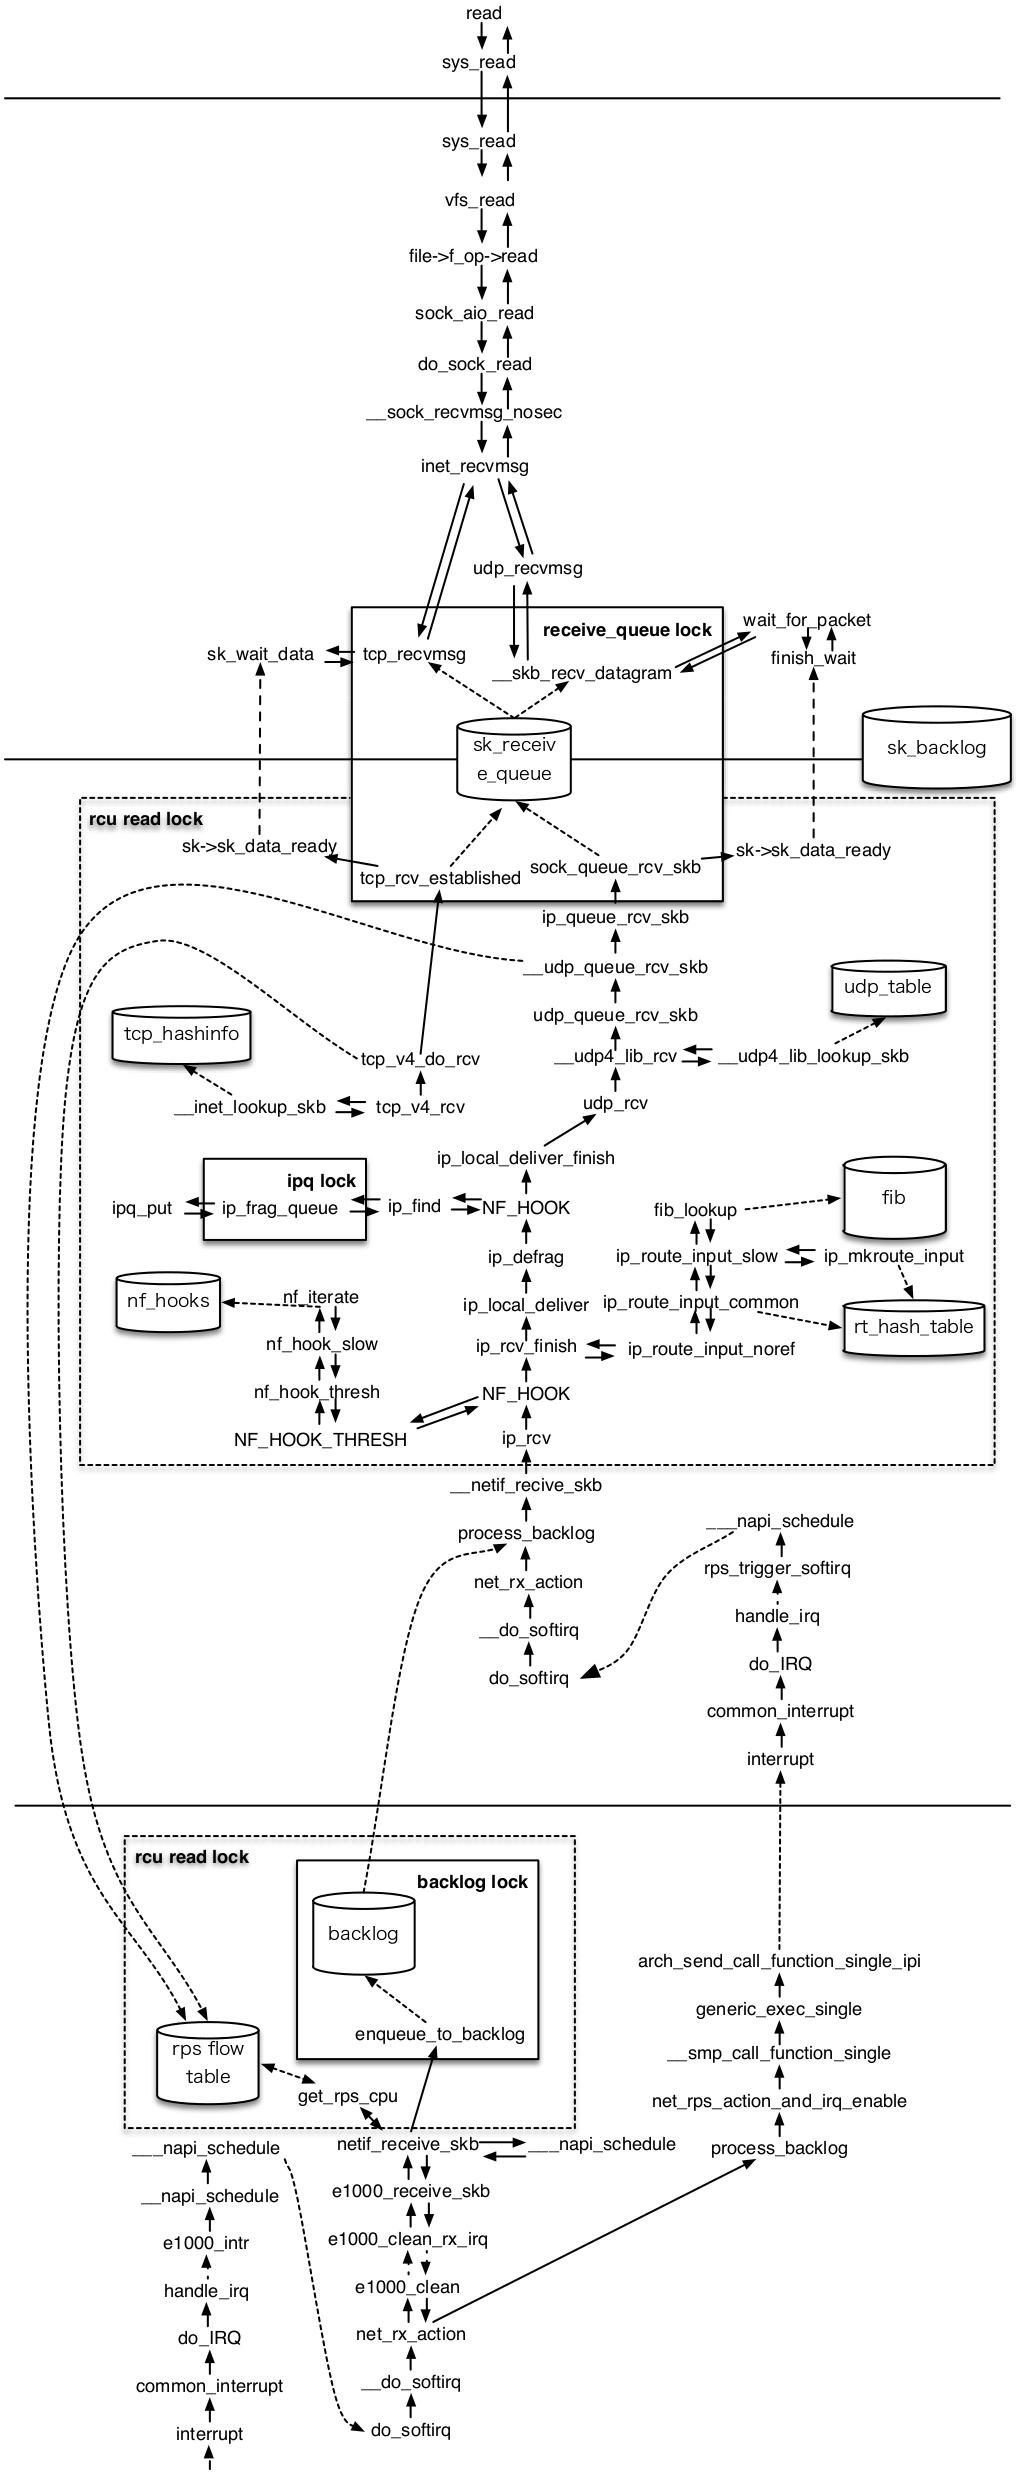 read
sys_read
sys_read
vfs_read
file->f_op->read
sock_aio_read
do_sock_read
__sock_recvmsg_nosec
inet_recvmsg
udp_recvmsg
receive_queue lock
wait_for_packet
sk_wait_data
tcp_recvmsg
finish_wait
__skb_recv_datagram
sk_receiv
e_queue
sk_backlog
rcu read lock
sk->sk_data_ready
sk->sk_data_ready
tcp_rcv_established
sock_queue_rcv_skb
ip_queue_rcv_skb
__udp_queue_rcv_skb
udp_table
udp_queue_rcv_skb
tcp_hashinfo
tcp_v4_do_rcv
__udp4_lib_rcv
__udp4_lib_lookup_skb
__inet_lookup_skb
tcp_v4_rcv
udp_rcv
ip_local_deliver_finish
ipq lock
ipq_put
ip_frag_queue
ip_find
NF_HOOK
fib_lookup
fib
ip_defrag
ip_route_input_slow
ip_mkroute_input
nf_hooks
nf_iterate
ip_local_deliver
ip_route_input_common
rt_hash_table
nf_hook_slow
ip_rcv_finish
ip_route_input_noref
nf_hook_thresh
NF_HOOK
NF_HOOK_THRESH
ip_rcv
__netif_recive_skb
process_backlog
___napi_schedule
net_rx_action
rps_trigger_softirq
__do_softirq
handle_irq
do_softirq
do_IRQ
common_interrupt
interrupt
rcu read lock
backlog lock
backlog
arch_send_call_function_single_ipi
generic_exec_single
enqueue_to_backlog
rps flow
table
__smp_call_function_single
get_rps_cpu
net_rps_action_and_irq_enable
___napi_schedule
netif_receive_skb
___napi_schedule
process_backlog
__napi_schedule
e1000_receive_skb
e1000_intr
e1000_clean_rx_irq
handle_irq
e1000_clean
do_IRQ
net_rx_action
common_interrupt
__do_softirq
interrupt
do_softirq